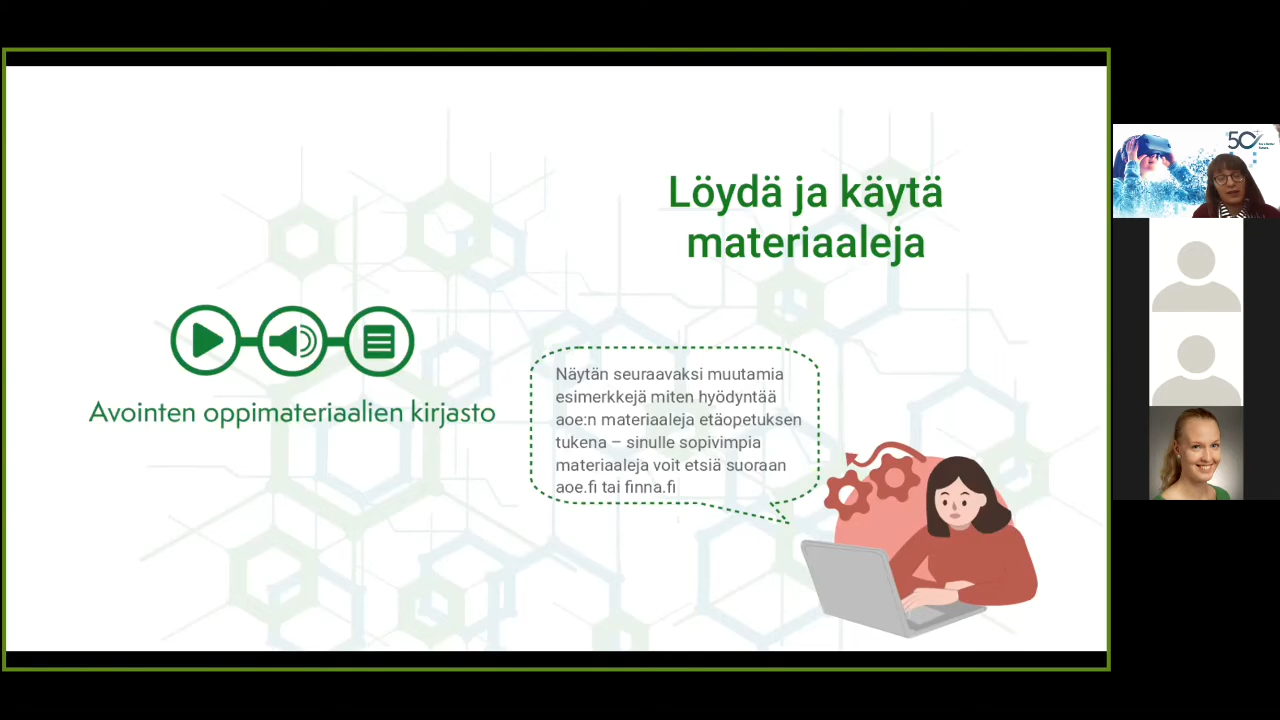 Löydä ja käytä
materiaaleja
Avointen oppimateriaalien kirjasto
Näytän seuraavaksi muutamia
esimerkkejä miten hyödyntää
aoe:n materiaaleja etäopetuksen
tukena – sinulle sopivimpia
materiaaleja voit etsiä suoraan
aoe.fi tai finna.fi
50